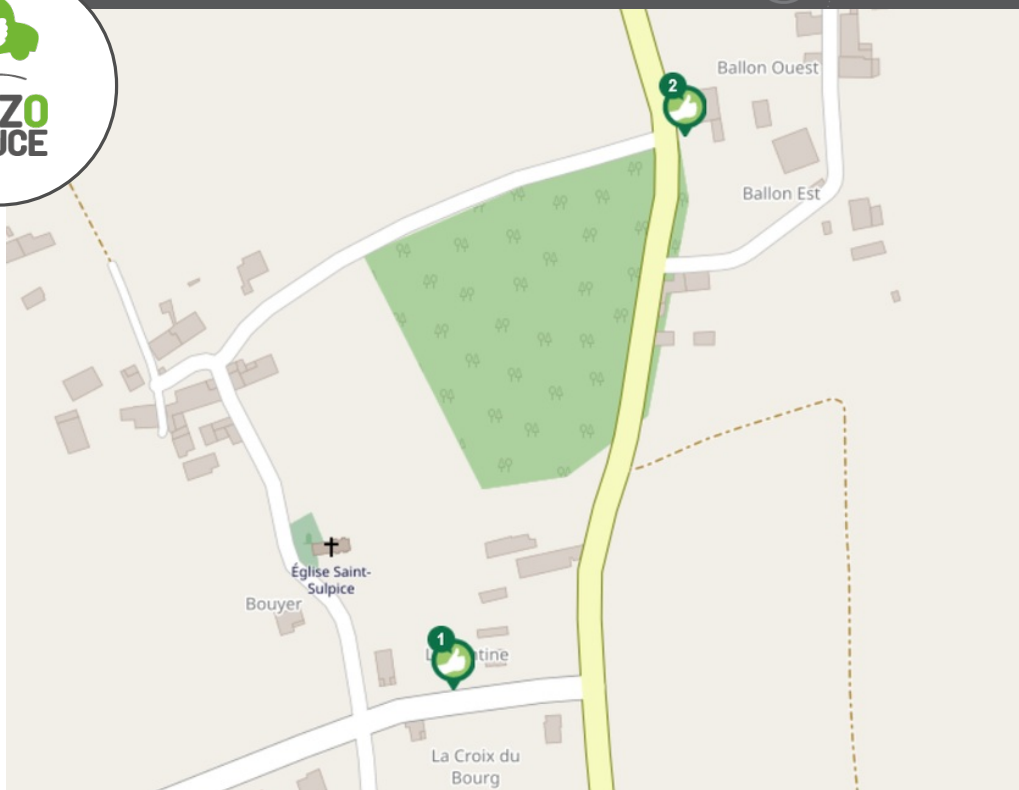 ZO
UCE
2
Ballon Ouest
Ballon Est
Église Saint-
Sulpice
Bouyer
1
La Croix du
Bourg